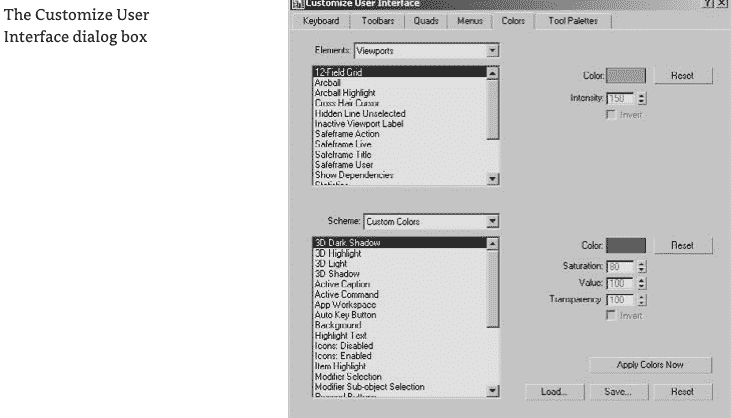 The Customize User
Interface dialog box
Customize User Interface
Keyboard Toolbars Quads Menus Colors Tool Palettes
Elements: Viewports
12-Field Grid
Arcball
Arcball Highlight
Cross Hair Cursor
Hidden Line Unselected
Inactive Viewport Label
Safeframe Action
Safeframe Live
Safeframe Title
Safeframe User
Show Dependencies
Statistics
Color: Reset
Intensity: 150
Invert
Scheme: Custom Colors
3D Dark Shadow
3D Highlight
3D Light
3D Shadow
Active Caption
Active Command
App Workspace
Auto Key Button
Background
Highlight Text
Icons: Disabled
Icons: Enabled
Item Highlight
Modifier Selection
Modifier Sub-object Selection
Color: Reset
Saturation: 80
Value: 100
Transparency: 100
Invert
Apply Colors Now
Load... Save... Reset